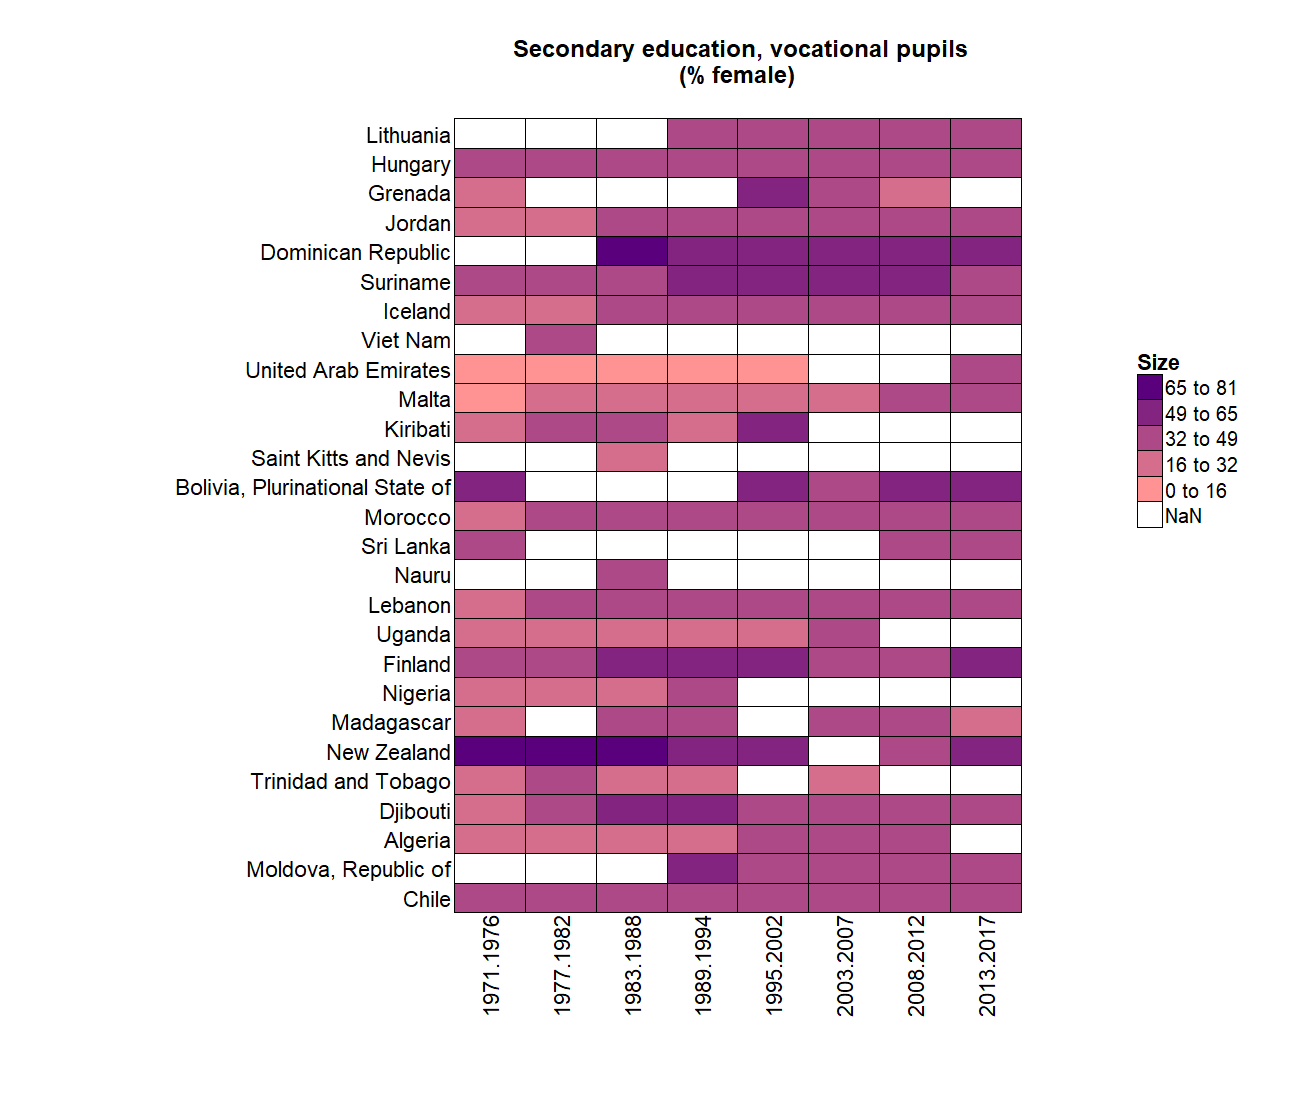 Secondary education, vocational pupils
(% female)
Lithuania
Hungary
Grenada
Jordan
Dominican Republic
Suriname
Iceland
Viet Nam
United Arab Emirates
Malta
Kiribati
Saint Kitts and Nevis
Bolivia, Plurinational State of
Morocco
Sri Lanka
Nauru
Lebanon
Uganda
Finland
Nigeria
Madagascar
New Zealand
Trinidad and Tobago
Djibouti
Algeria
Moldova, Republic of
Chile
1971.1976
1977.1982
1983.1988
1989.1994
1995.2002
2003.2007
2008.2012
2013.2017
Size
65 to 81
49 to 65
32 to 49
16 to 32
0 to 16
NaN